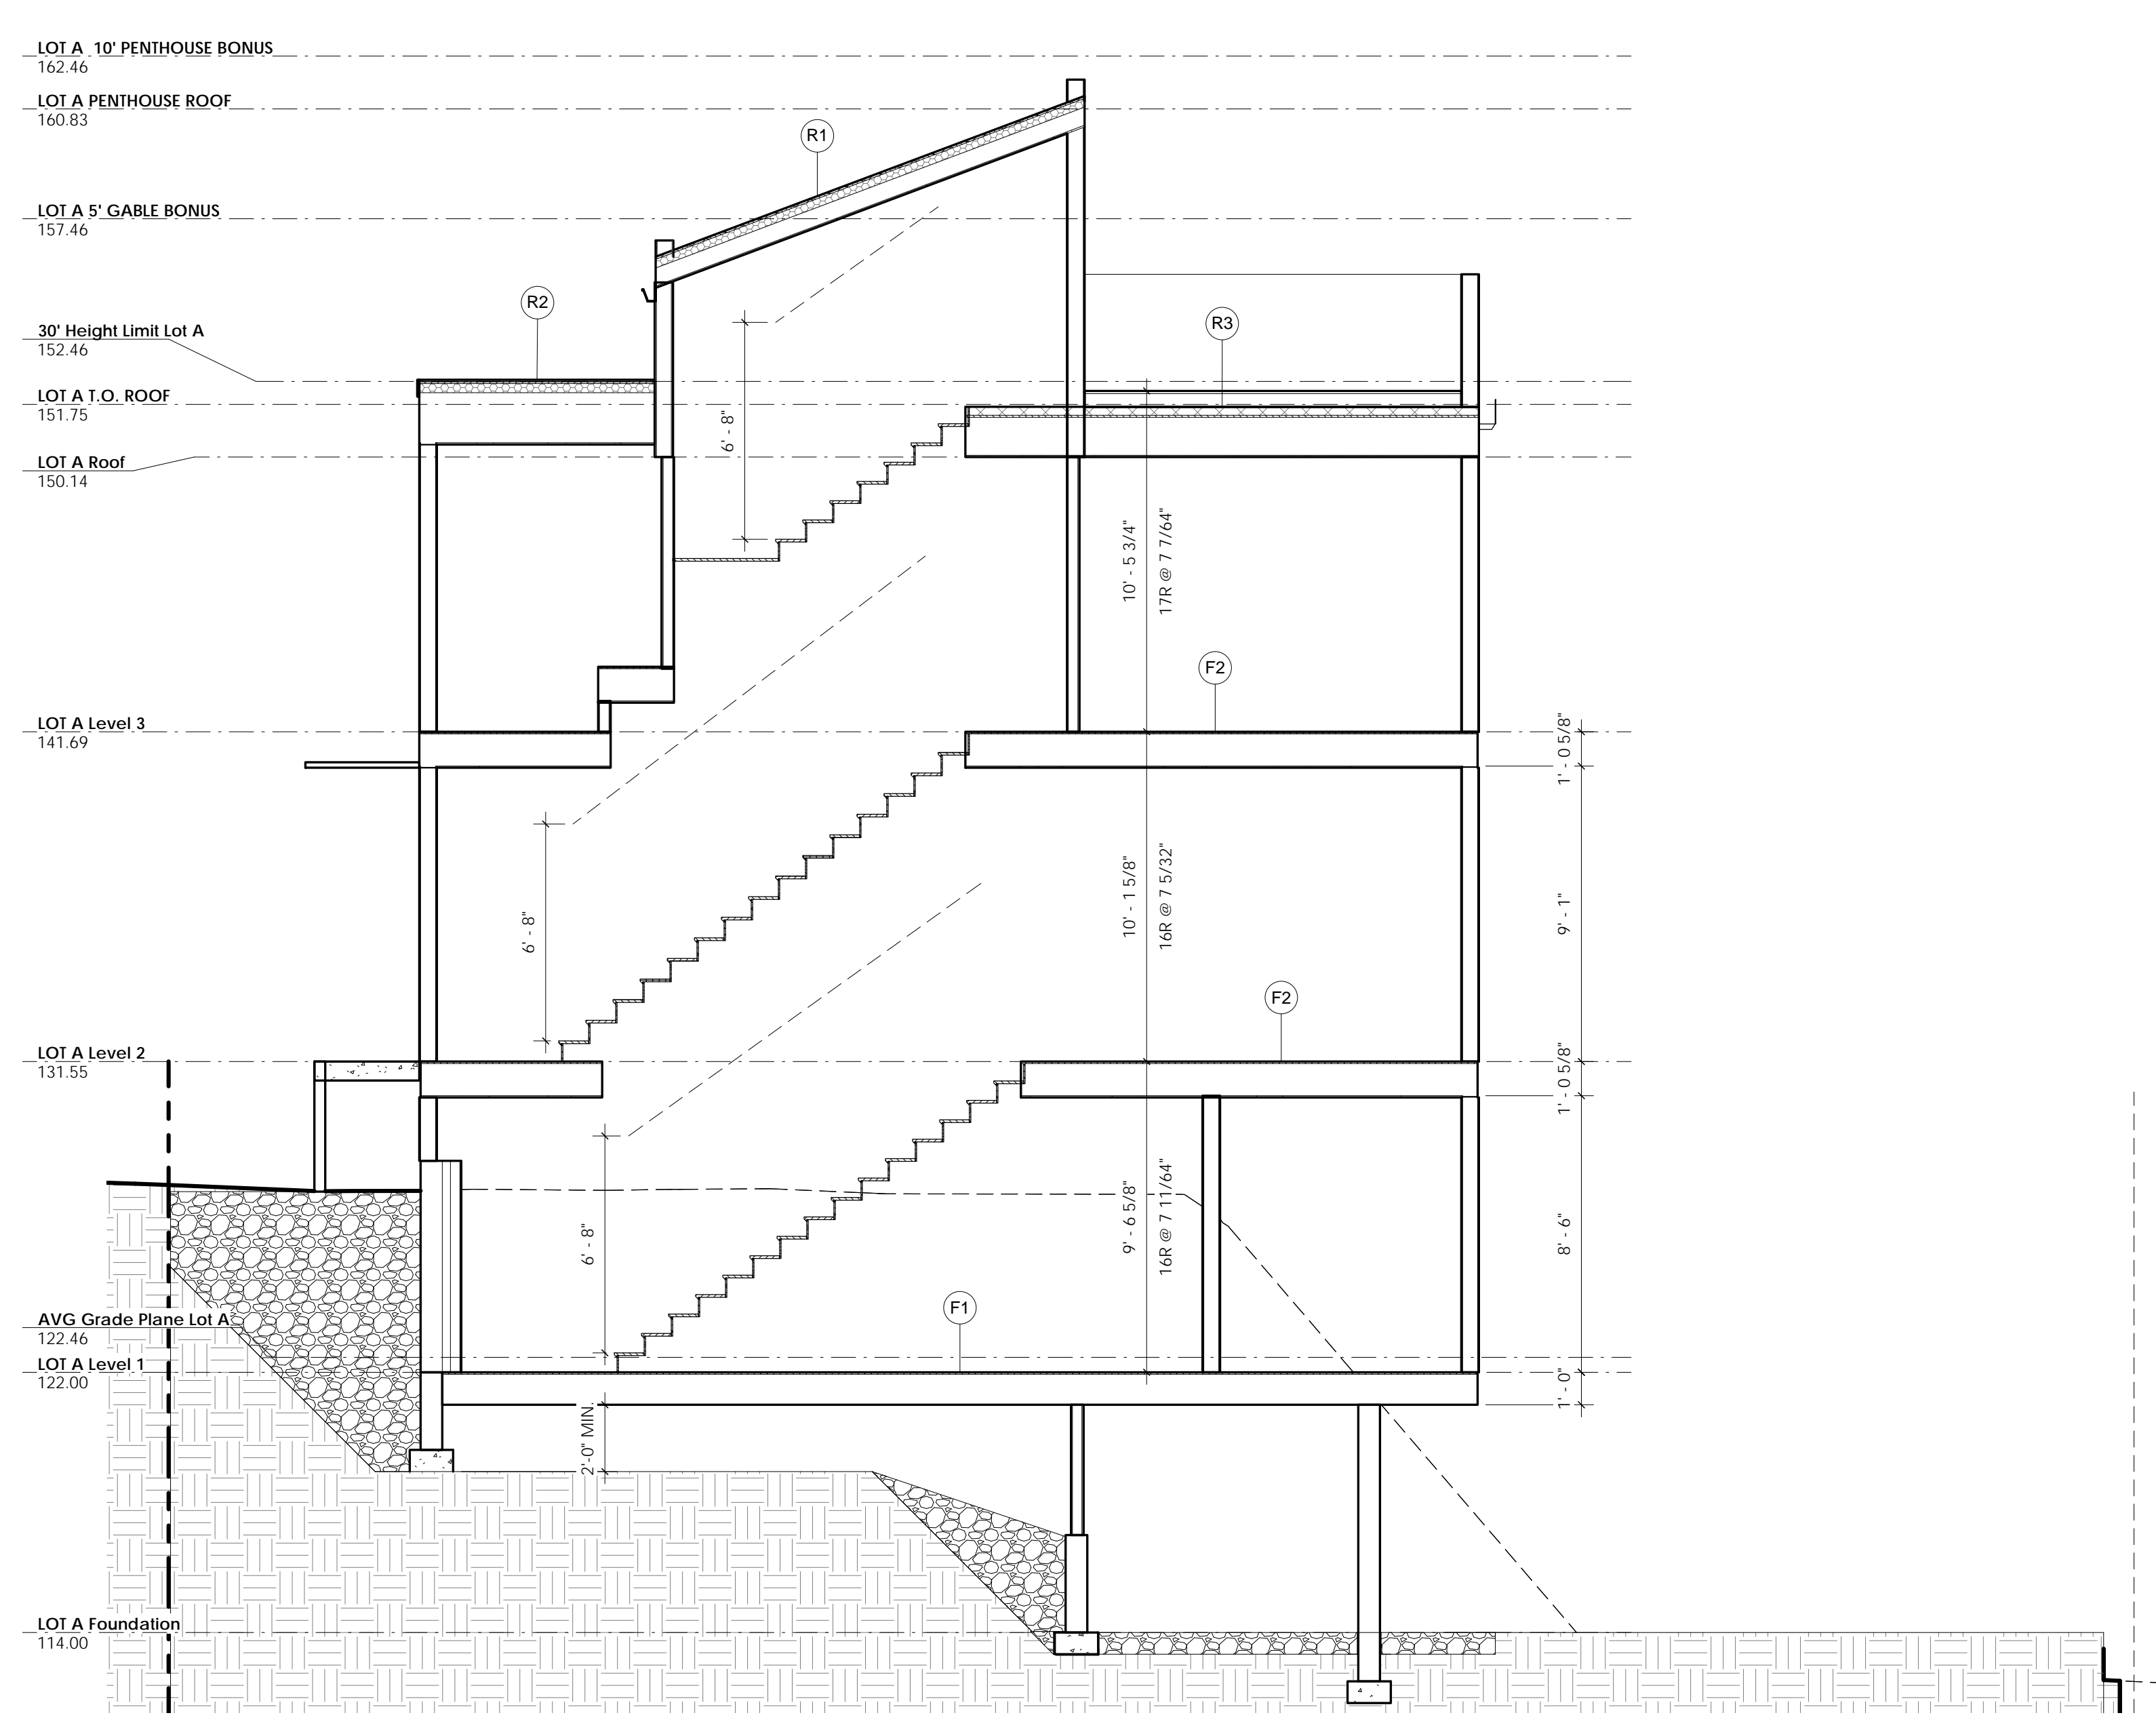 LOT A 10' PENTHOUSE BONUS
162.46
LOT A PENTHOUSE ROOF
160.83
R1
LOT A 5' GABLE BONUS
157.46
R2
R3
30' Height Limit Lot A
152.46
LOT A T.O. ROOF
151.75
6' - 8"
LOT A Roof
150.14
10' - 5 3/4"
17R @ 7 7/64"
F2
LOT A Level 3
141.69
1' - 0 5/8"
6' - 8"
10' - 1 5/8"
16R @ 7 5/32"
9' - 1"
F2
LOT A Level 2
131.55
1' - 0 5/8"
6' - 8"
9' - 6 5/8"
16R @ 7 11/64"
8' - 6"
F1
AVG Grade Plane Lot A
122.46
LOT A Level 1
122.00
1' - 0"
2'-0" MIN.
LOT A Foundation
114.00